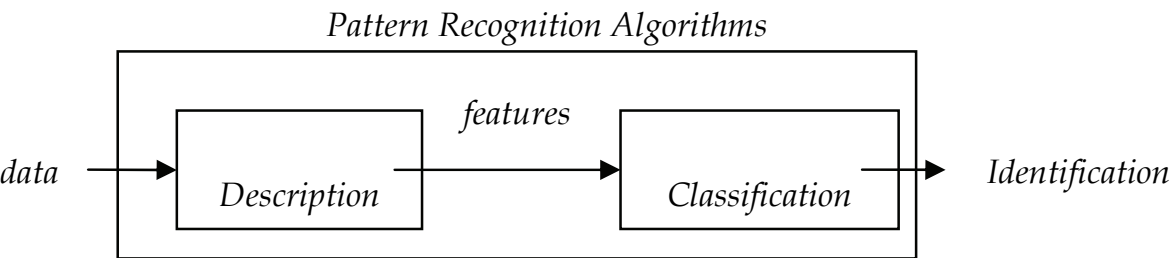 Pattern Recognition Algorithms
features
data
Description
Classification
Identification